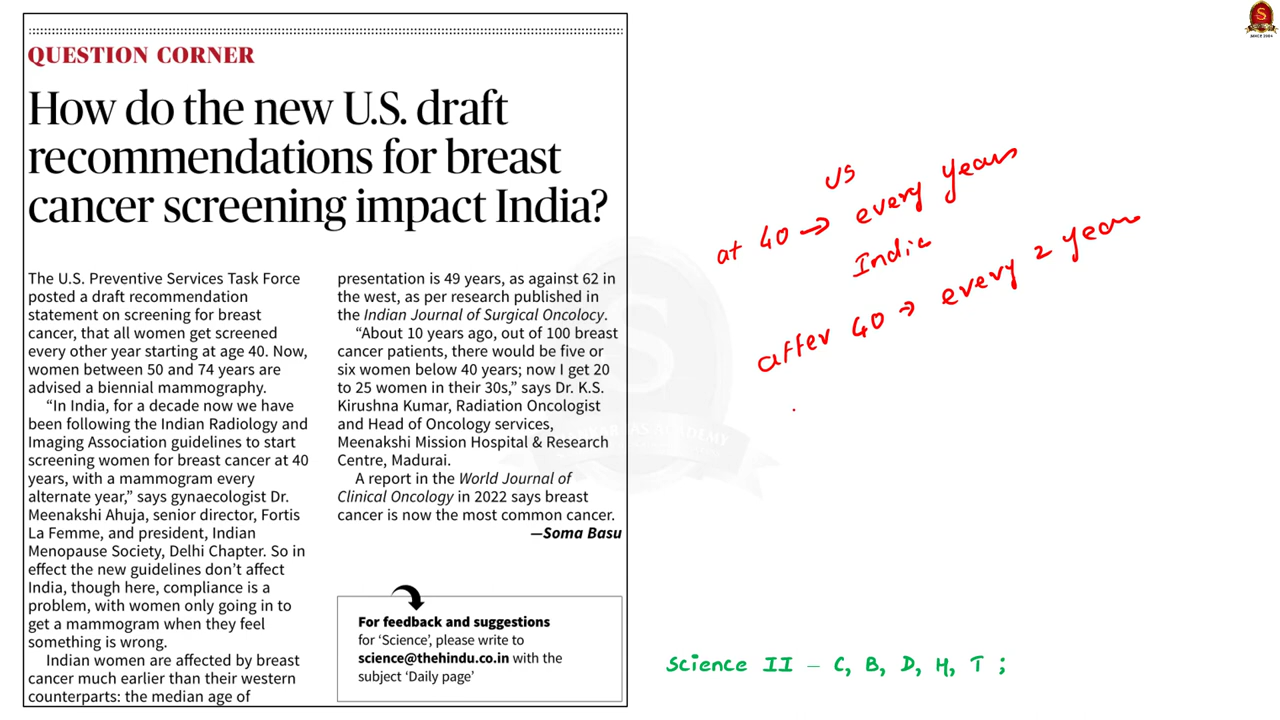 QUESTION CORNER
How do the new U.S. draft
recommendations for breast
cancer screening impact India?
The U.S. Preventive Services Task Force
posted a draft recommendation
statement on screening for breast
cancer, that all women get screened
every other year starting at age 40. Now,
women between 50 and 74 years are
advised a biennial mammography.
“In India, for a decade now we have
been following the Indian Radiology and
Imaging Association guidelines to start
screening women for breast cancer at 40
years, with a mammogram every
alternate year,” says gynaecologist Dr.
Meenakshi Ahuja, senior director, Fortis
La Femme, and president, Indian
Menopause Society, Delhi Chapter. So in
effect the new guidelines don’t affect
India, though here, compliance is a
problem, with women only going in to
get a mammogram when they feel
something is wrong.
Indian women are affected by breast
cancer much earlier than their western
counterparts: the median age of
presentation is 49 years, as against 62 in
the west, as per research published in
the Indian Journal of Surgical Oncolocy.
“About 10 years ago, out of 100 breast
cancer patients, there would be five or
six women below 40 years; now I get 20
to 25 women in their 30s,” says Dr. K.S.
Kirushna Kumar, Radiation Oncologist
and Head of Oncology services,
Meenakshi Mission Hospital & Research
Centre, Madurai.
A report in the World Journal of
Clinical Oncology in 2022 says breast
cancer is now the most common cancer.
—Soma Basu
For feedback and suggestions
for ‘Science’, please write to
science@thehindu.co.in with the
subject ‘Daily page’
US
at 40 → every years
India
after 40 → every 2 years
Science II – C, B, D, H, T ;
S
SINCE 2004